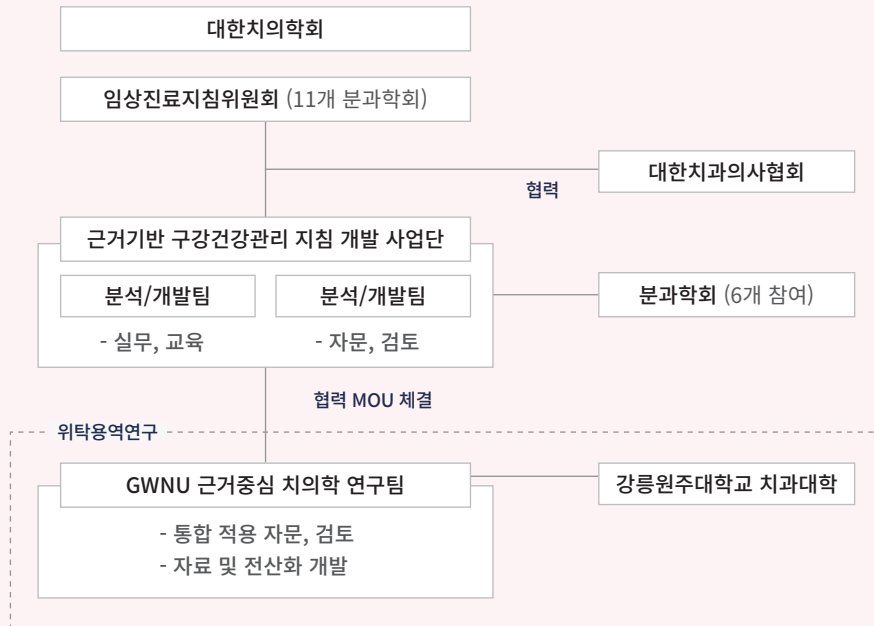 대한치의학회
임상진료지침위원회 (11개 분과학회)
대한치과의사협회
협력
근거기반 구강건강관리 지침 개발 사업단
분석/개발팀
분석/개발팀
분과학회 (6개 참여)
- 실무, 교육
- 자문, 검토
협력 MOU 체결
위탁용역연구
GWNU 근거중심 치의학 연구팀
강릉원주대학교 치과대학
- 통합 적용 자문, 검토
- 자료 및 전산화 개발